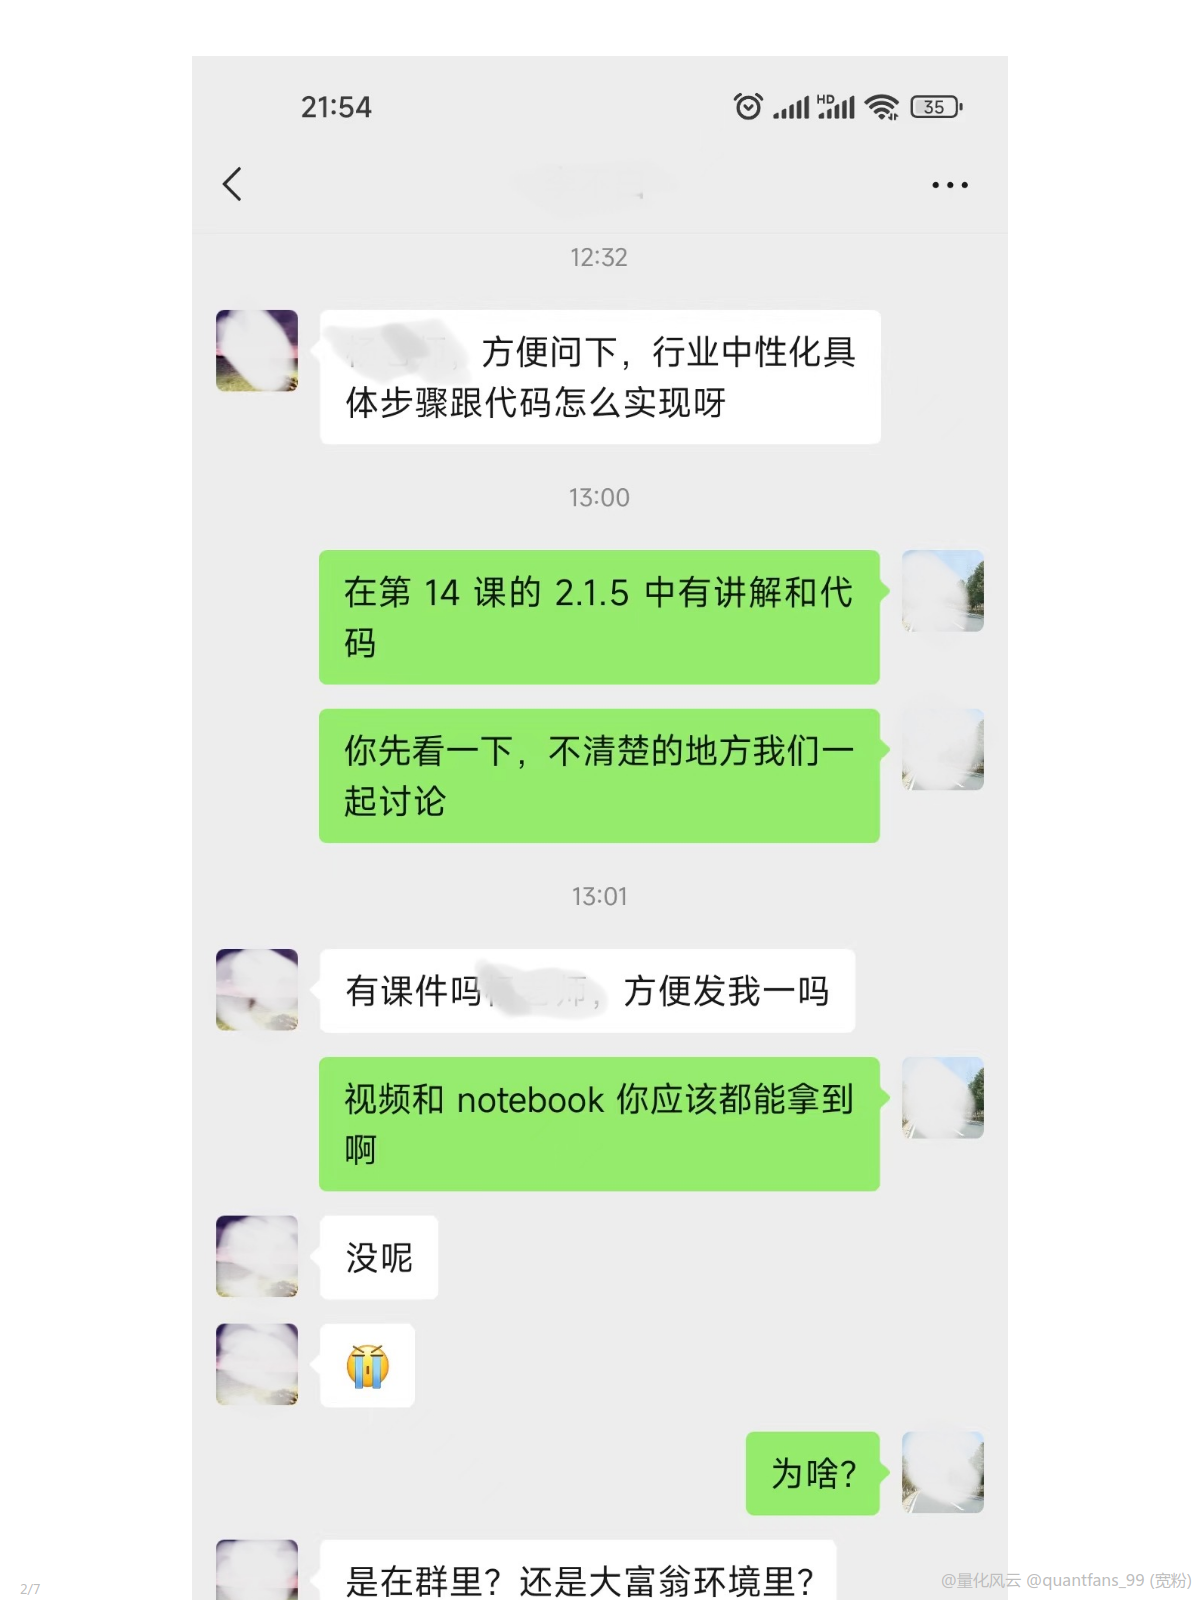 21:54
HD
35
12:32
方便问下，行业中性化具
体步骤跟代码怎么实现呀
13:00
在第 14 课的 2.1.5 中有讲解和代
码
你先看一下，不清楚的地方我们一
起讨论
13:01
有课件吗 师，方便发我一吗
视频和 notebook 你应该都能拿到
啊
没呢
为啥？
是在群里？还是大富翁环境里？
2/7
@量化风云 @quantfans_99 (宽粉)